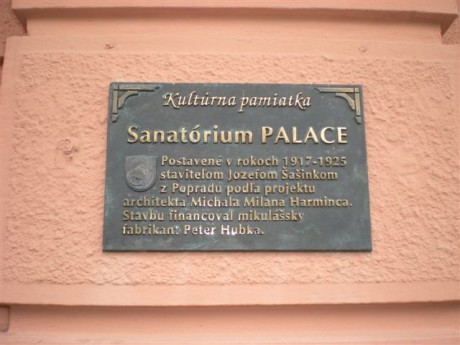 Kultúrna pamiatka
Sanatórium PALACE
Postavené v rokoch 1917-1925
staviteľom Jozefom Šašinkom
z Popradu podľa projektu
architekta Michala Milana Harminca.
Stavbu financoval mikulášsky
fabrikant Peter Hubka.